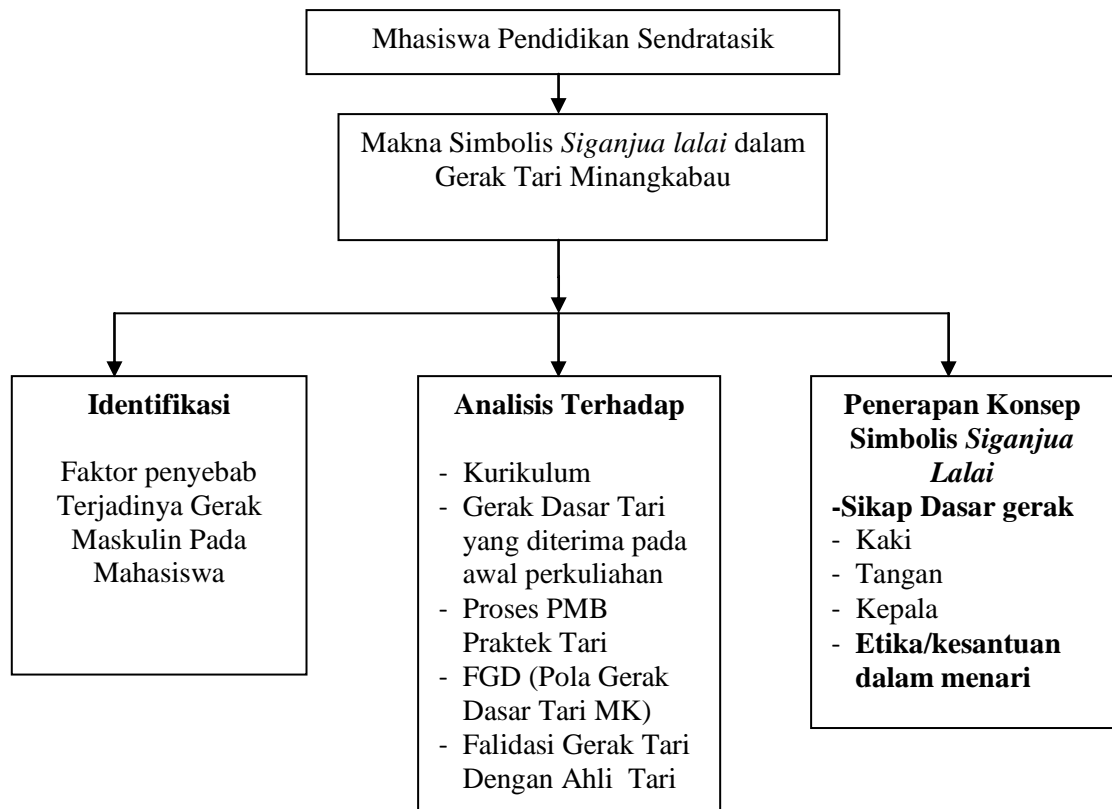 Mhasiswa Pendidikan Sendratasik
Makna Simbolis Siganjua lalai dalam
Gerak Tari Minangkabau
Identifikasi
Faktor penyebab
Terjadinya Gerak
Maskulin Pada
Mahasiswa
Analisis Terhadap
- Kurikulum
- Gerak Dasar Tari
yang diterima pada
awal perkuliahan
- Proses PMB
Praktek Tari
- FGD (Pola Gerak
Dasar Tari MK)
- Falidasi Gerak Tari
Dengan Ahli Tari
Penerapan Konsep
Simbolis Siganjua
Lalai
-Sikap Dasar gerak
- Kaki
- Tangan
- Kepala
- Etika/kesantuan
dalam menari